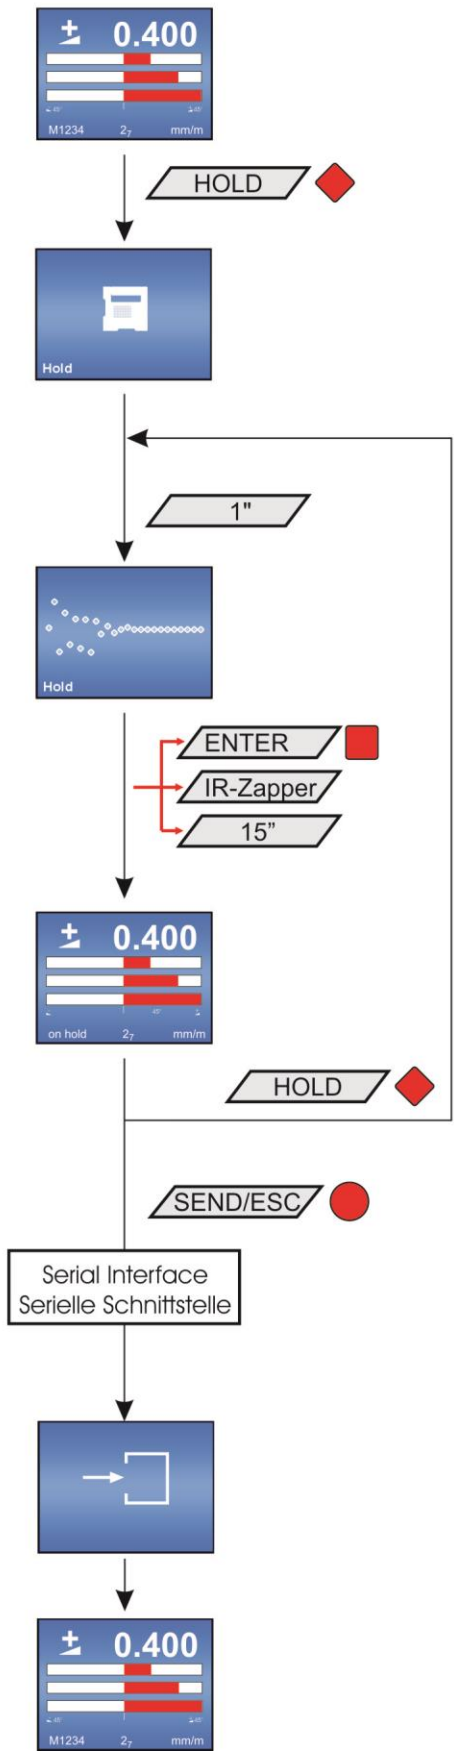 0.400
M1234 2₇ mm/m
HOLD
Hold
1"
Hold
ENTER
IR-Zapper
15”
0.400
45°
on hold 2₇ mm/m
HOLD
SEND/ESC
Serial Interface
Serielle Schnittstelle
0.400
M1234 2₇ mm/m